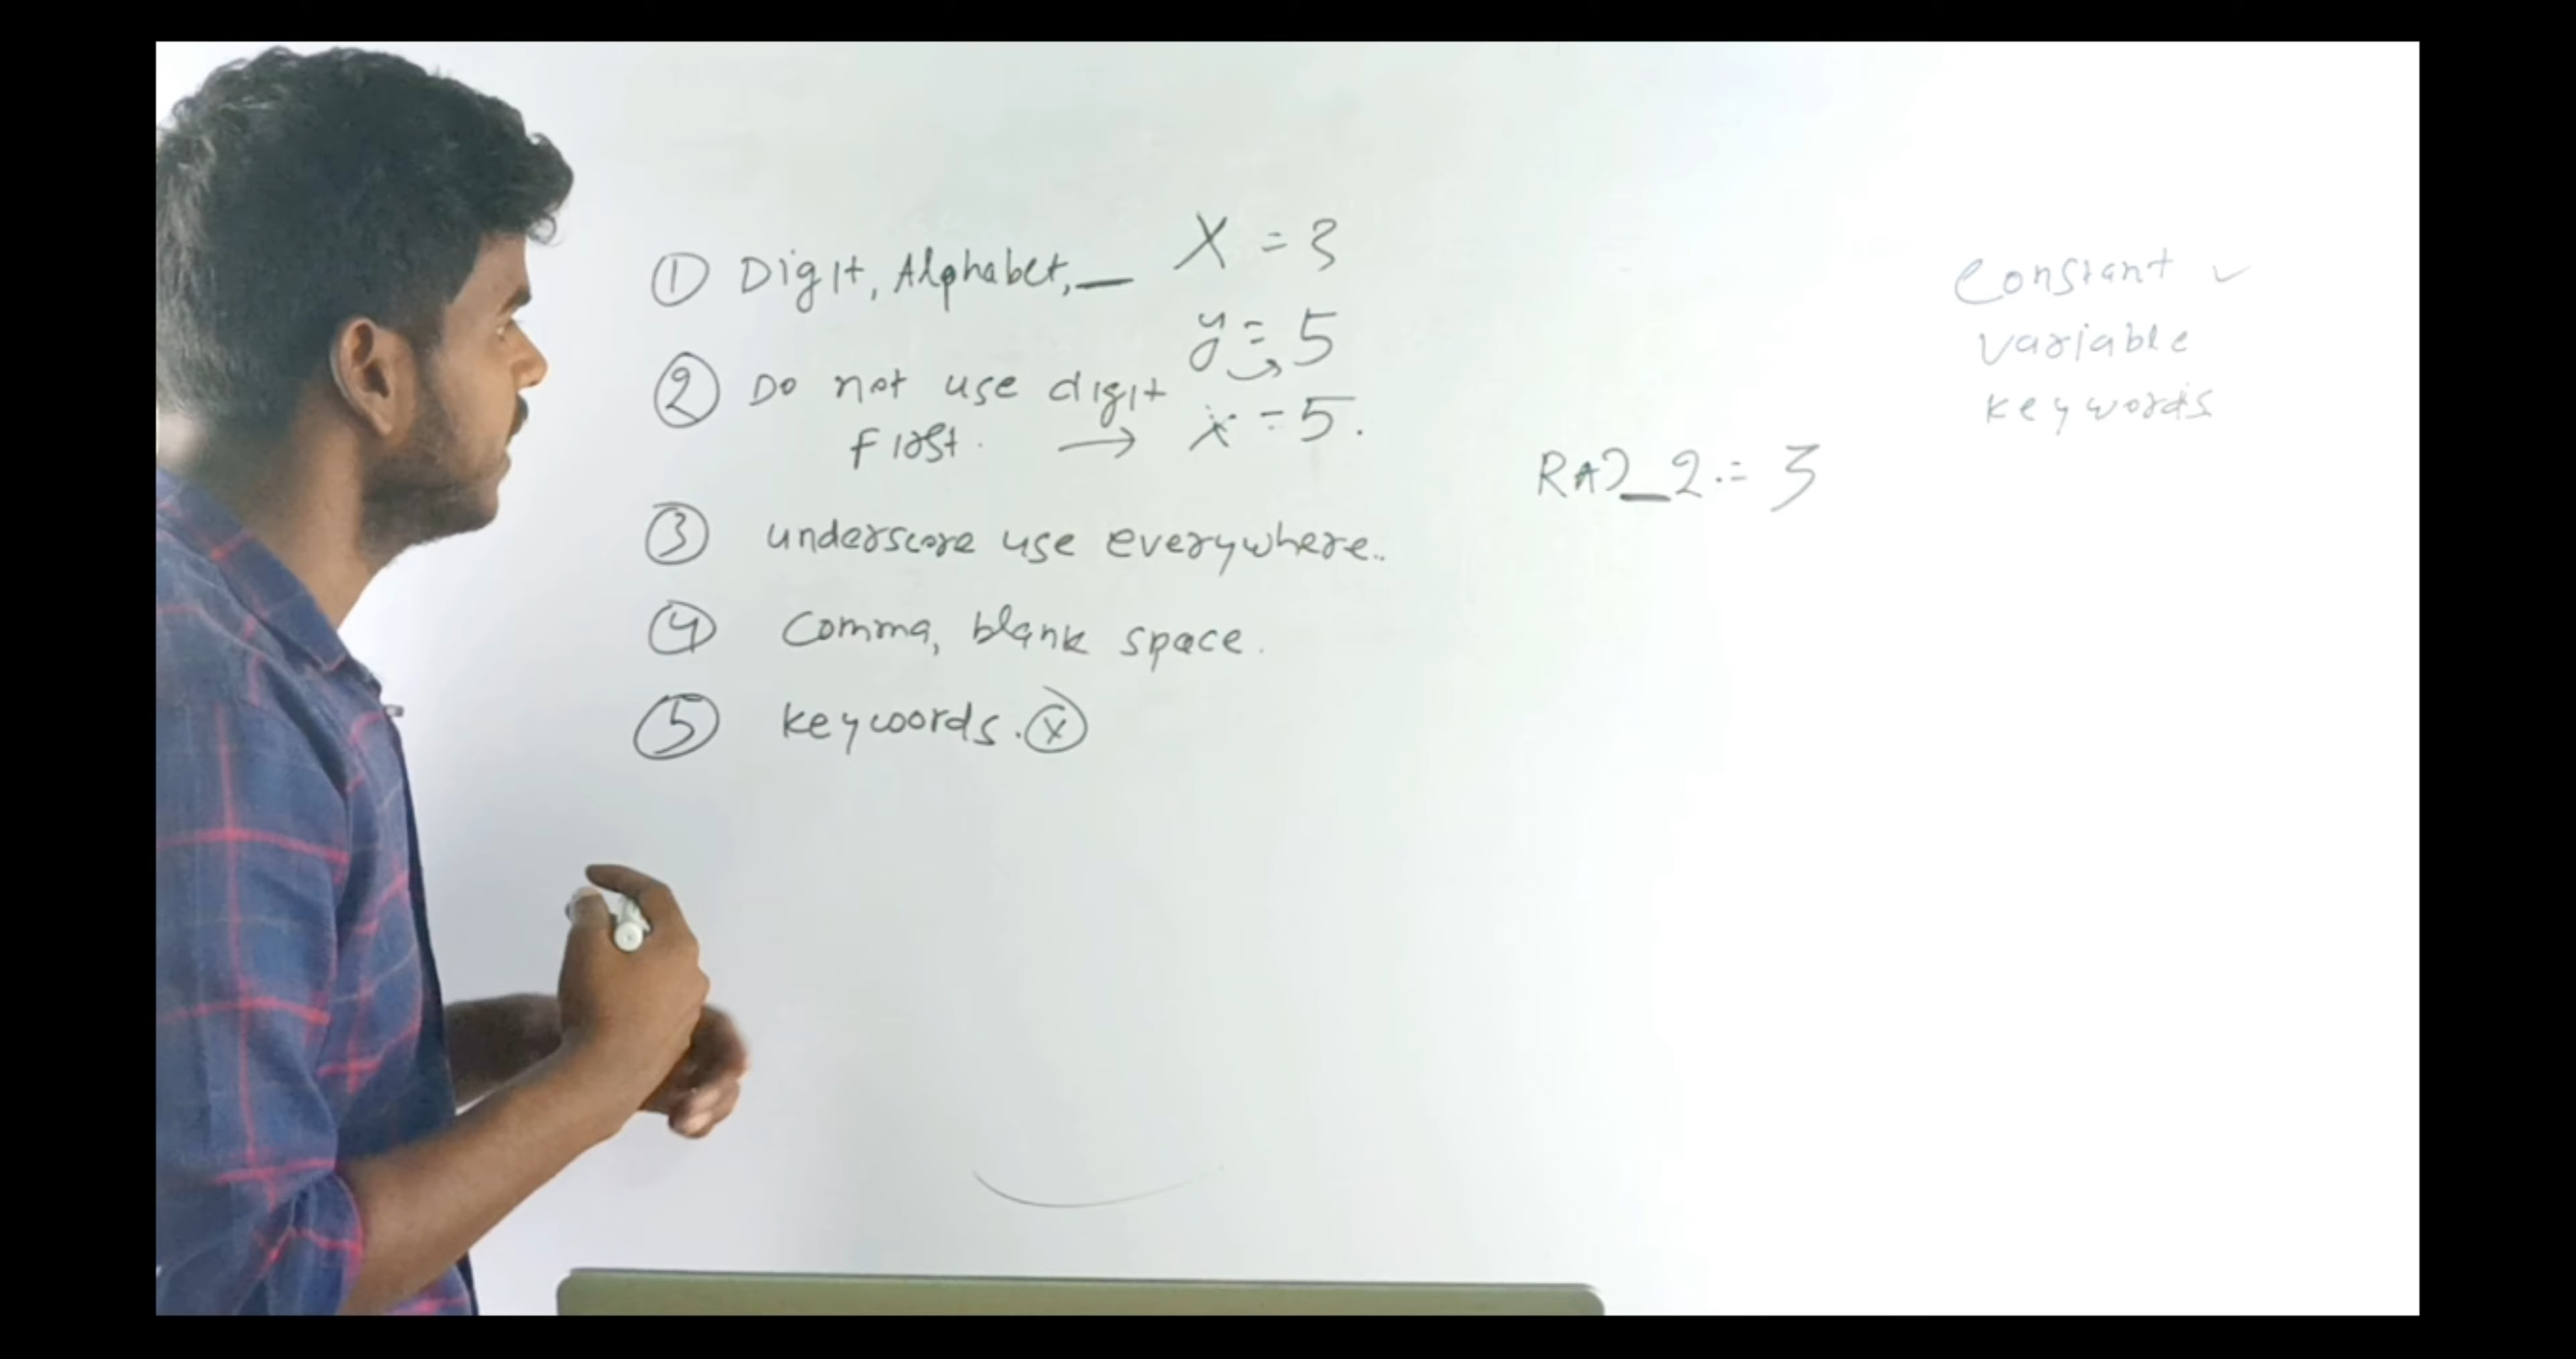 ① Digit, Alphabet, _
② Do not use digit
First. →
③ underscore use everywhere..
④ Comma, blank space.
⑤ keywords. ⓧ
X = 3
y = 5
x = 5.
RAJ_2 = 3
Constant ✓
variable
keywords